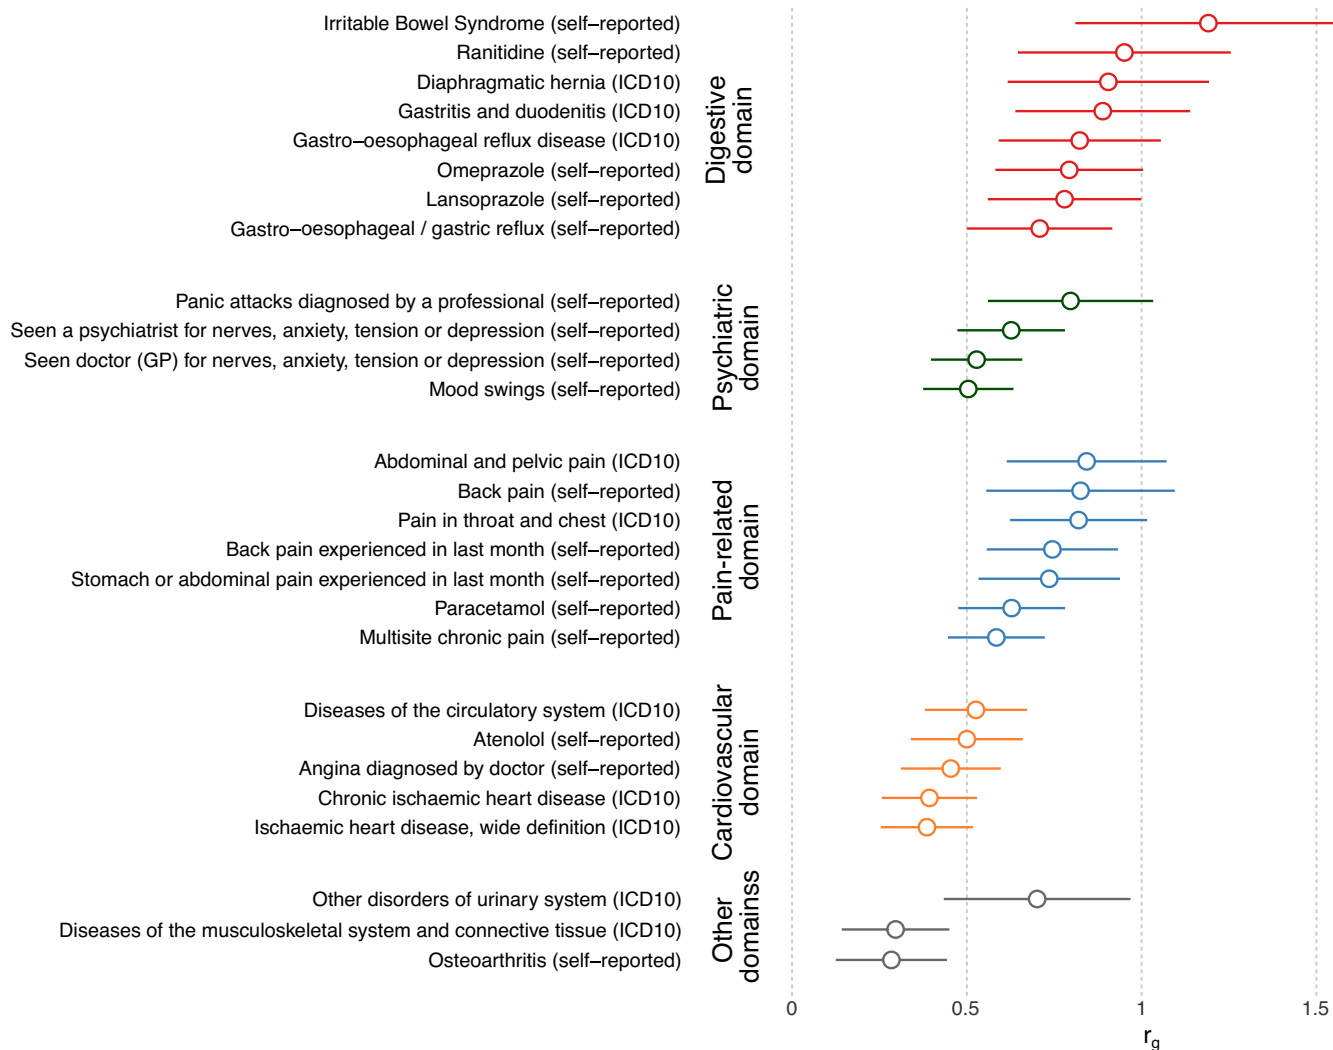 Irritable Bowel Syndrome (self−reported)
Ranitidine (self−reported)
Diaphragmatic hernia (ICD10)
Gastritis and duodenitis (ICD10)
Gastro−oesophageal reflux disease (ICD10)
Omeprazole (self−reported)
Lansoprazole (self−reported)
Gastro−oesophageal / gastric reflux (self−reported)
Digestive
domain
Panic attacks diagnosed by a professional (self−reported)
Seen a psychiatrist for nerves, anxiety, tension or depression (self−reported)
Seen doctor (GP) for nerves, anxiety, tension or depression (self−reported)
Mood swings (self−reported)
Psychiatric
domain
Abdominal and pelvic pain (ICD10)
Back pain (self−reported)
Pain in throat and chest (ICD10)
Back pain experienced in last month (self−reported)
Stomach or abdominal pain experienced in last month (self−reported)
Paracetamol (self−reported)
Multisite chronic pain (self−reported)
Pain-related
domain
Diseases of the circulatory system (ICD10)
Atenolol (self−reported)
Angina diagnosed by doctor (self−reported)
Chronic ischaemic heart disease (ICD10)
Ischaemic heart disease, wide definition (ICD10)
Cardiovascular
domain
Other disorders of urinary system (ICD10)
Diseases of the musculoskeletal system and connective tissue (ICD10)
Osteoarthritis (self−reported)
Other
domainss
0 0.5 1 1.5
r_g